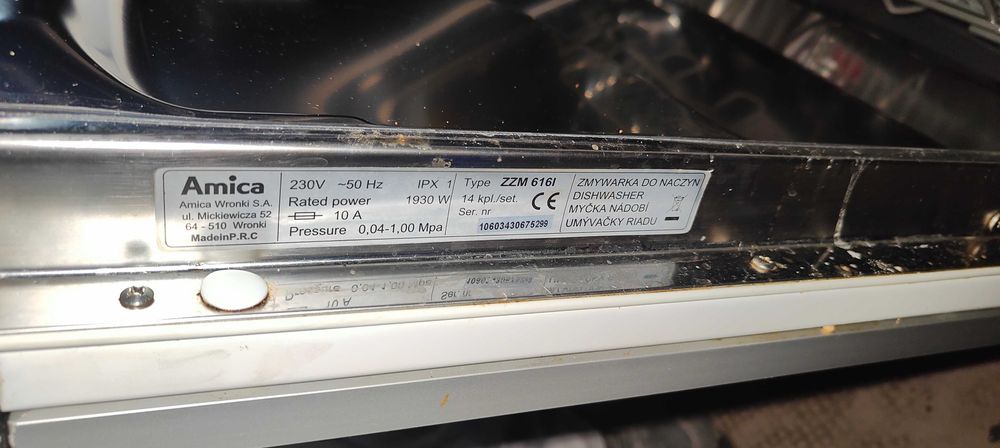 Amica
Amica Wronki S.A.
ul. Mickiewicza 52
64 - 510 Wronki
MadeinP.R.C
230V ~50 Hz IPX 1
Rated power 1930 W
10 A
Pressure 0,04-1,00 Mpa
Type ZZM 616I
14 kpl./set. CE
Ser. nr
10603430675299
ZMYWARKA DO NACZYN
DISHWASHER
MYČKA NÁDOBÍ
UMÝVAČKY RIADU